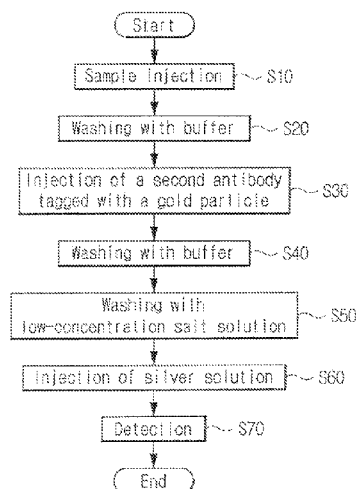 Start
Sample Injection
S10
Washing with buffer
S20
Injection of a second antibody
tagged with a gold particle
S30
Washing with buffer
S40
Washing with
low-concentration salt solution
S50
Injection of silver solution
S60
Detection
S70
End